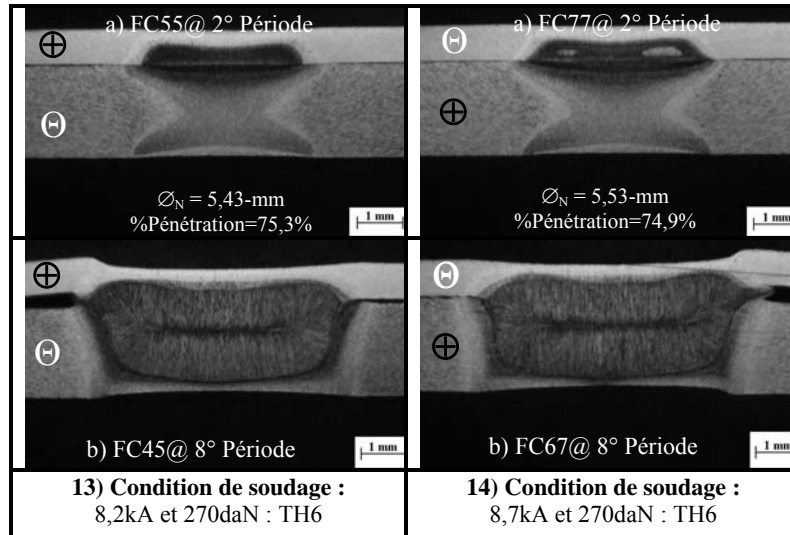 a) FC55@ 2° Période
⊕
Θ
∅N = 5,43-mm
%Pénétration=75,3%
1 mm
a) FC77@ 2° Période
Θ
⊕
∅N = 5,53-mm
%Pénétration=74,9%
1 mm
⊕
Θ
b) FC45@ 8° Période
1 mm
Θ
⊕
b) FC67@ 8° Période
1 mm
13) Condition de soudage :
8,2kA et 270daN : TH6
14) Condition de soudage :
8,7kA et 270daN : TH6